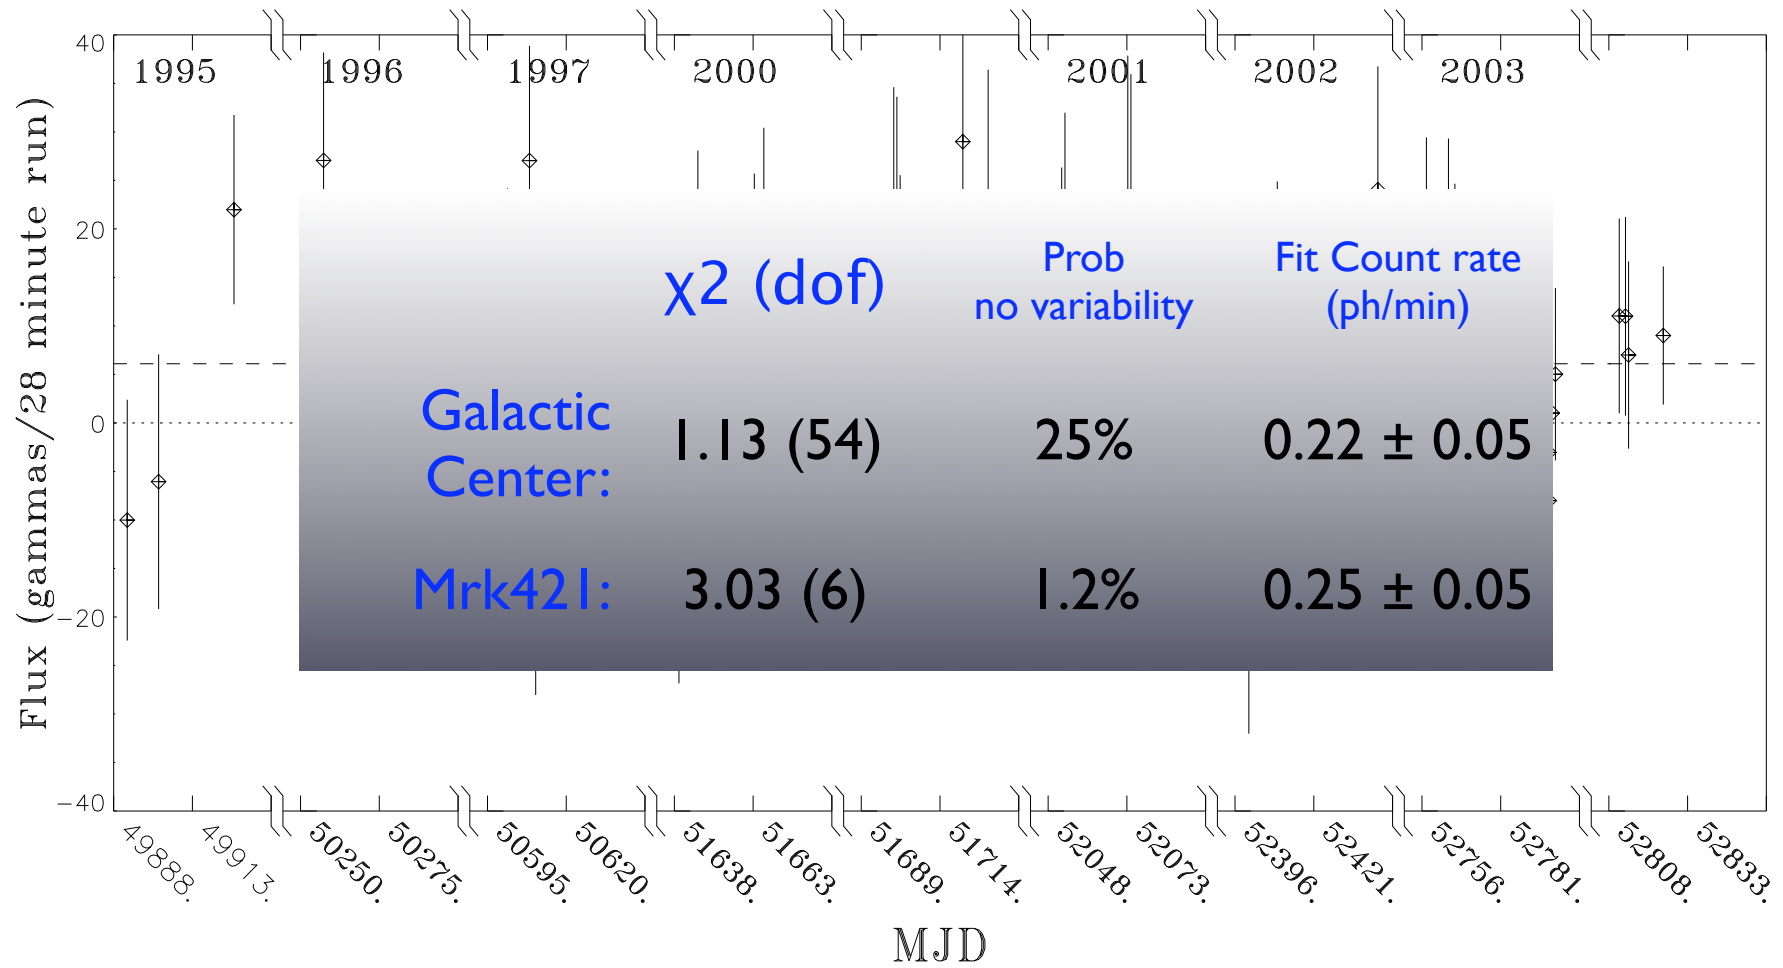 1995 1996 1997 2000 2001 2002 2003
Flux (gammas/28 minute run)
40
20
0
−20
−40
χ2 (dof)
Prob
no variability
Fit Count rate
(ph/min)
Galactic
Center:
1.13 (54)
25%
0.22 ± 0.05
Mrk421:
3.03 (6)
1.2%
0.25 ± 0.05
49888. 49913. 50250. 50275. 50595. 50620. 51638. 51663. 51689. 51714. 52048. 52073. 52396. 52421. 52756. 52781. 52808. 52833.
MJD